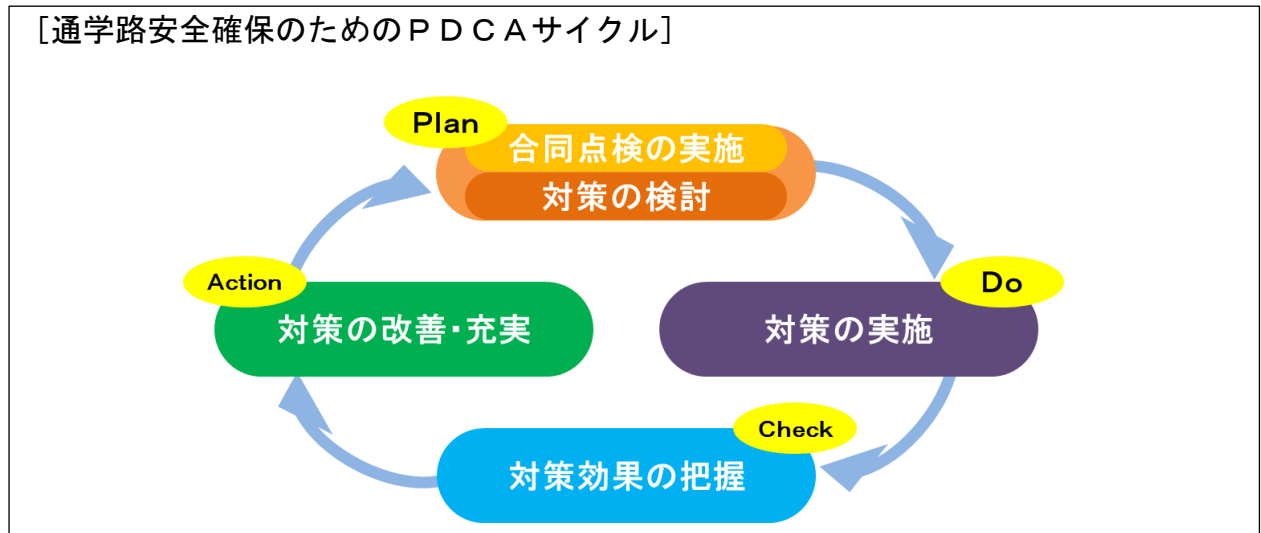 ［通学路安全確保のためのＰＤＣＡサイクル］
Plan
合同点検の実施
対策の検討
Do
対策の実施
Check
対策効果の把握
Action
対策の改善・充実